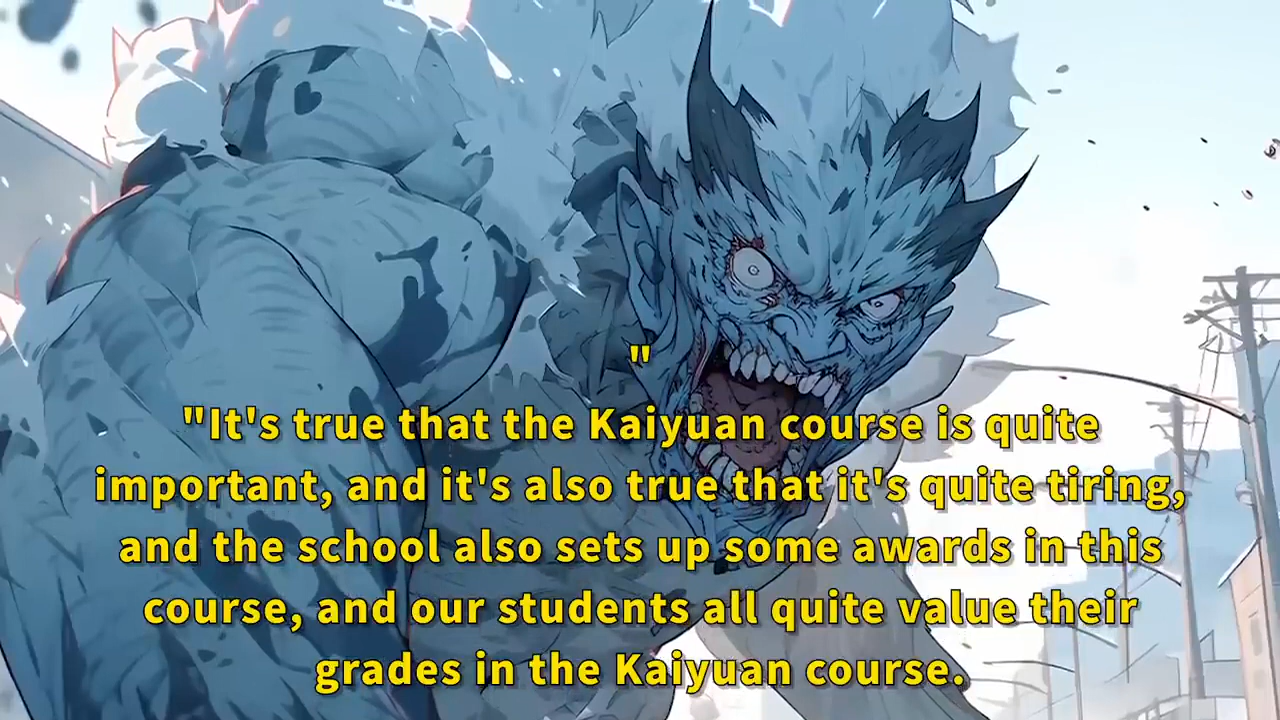 "
"It's true that the Kaiyuan course is quite
important, and it's also true that it's quite tiring,
and the school also sets up some awards in this
course, and our students all quite value their
grades in the Kaiyuan course.